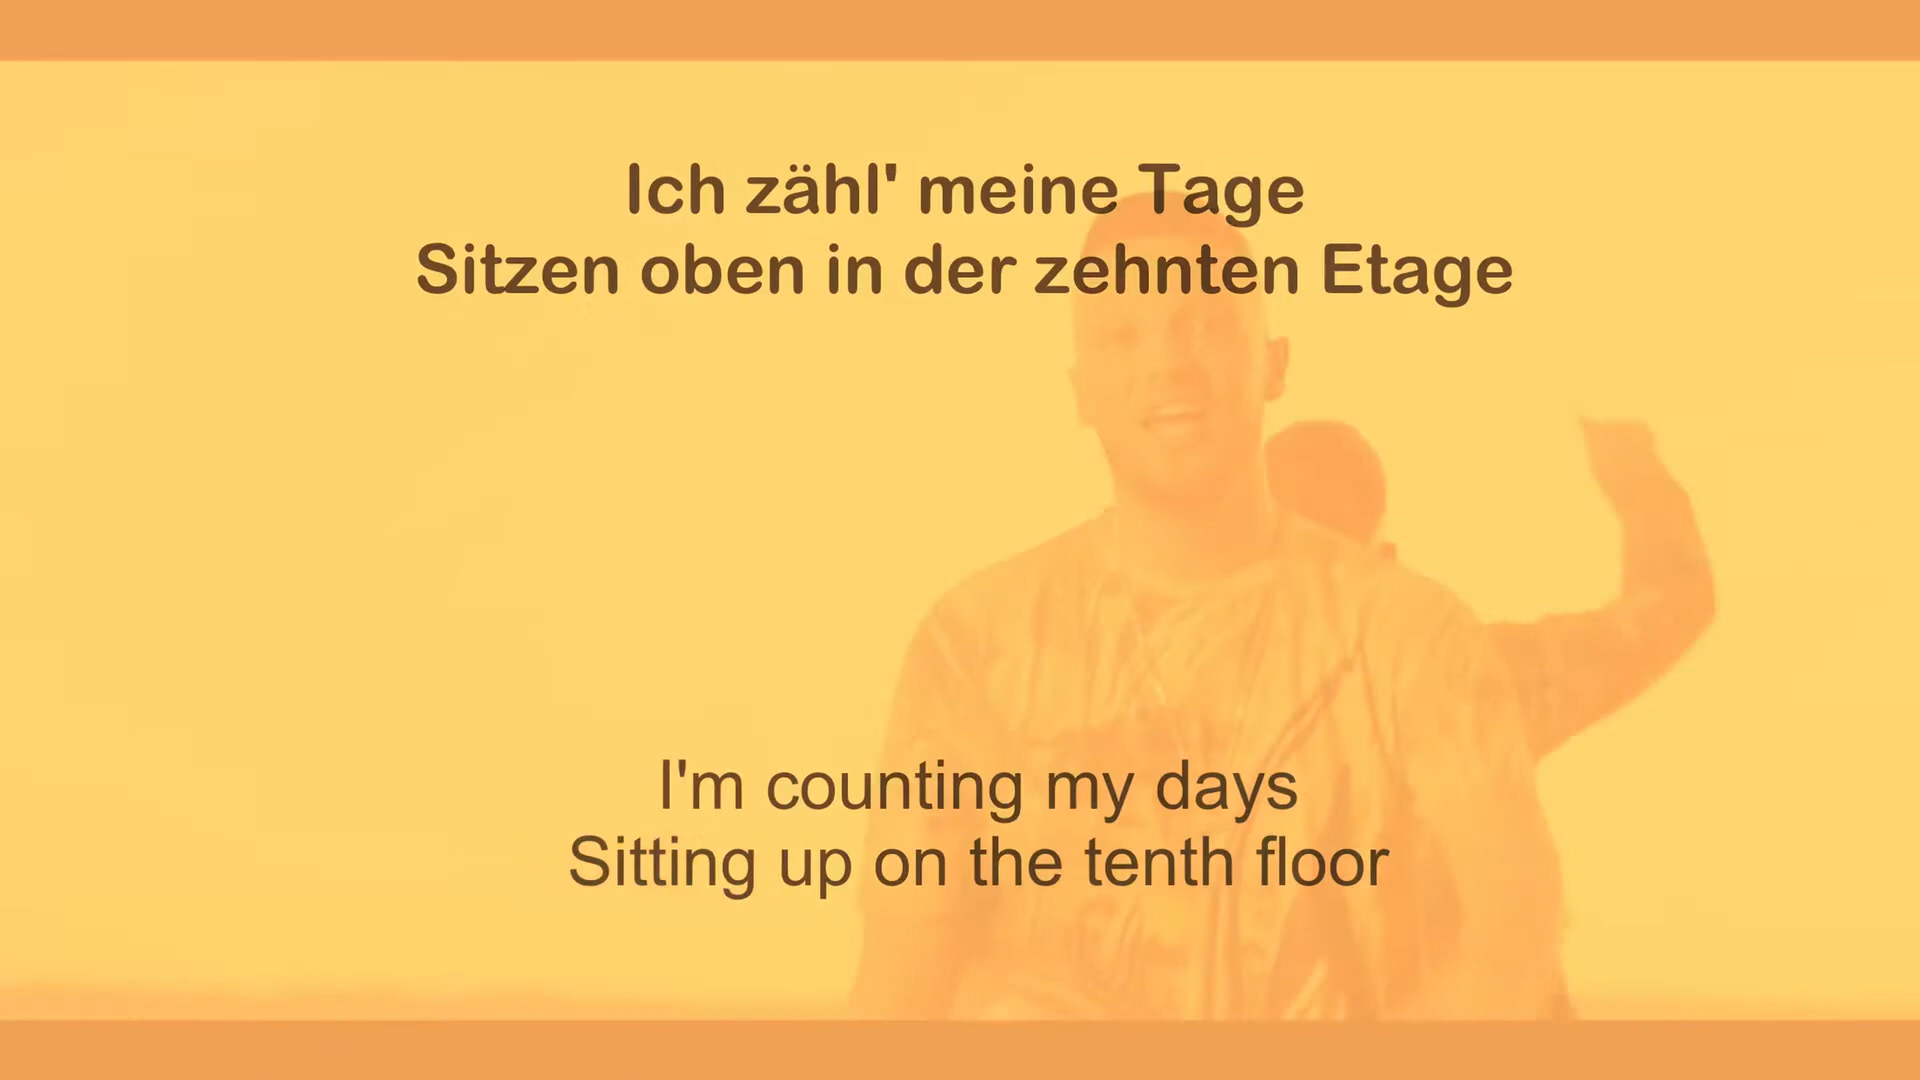 Ich zähl' meine Tage
Sitzen oben in der zehnten Etage
I'm counting my days
Sitting up on the tenth floor